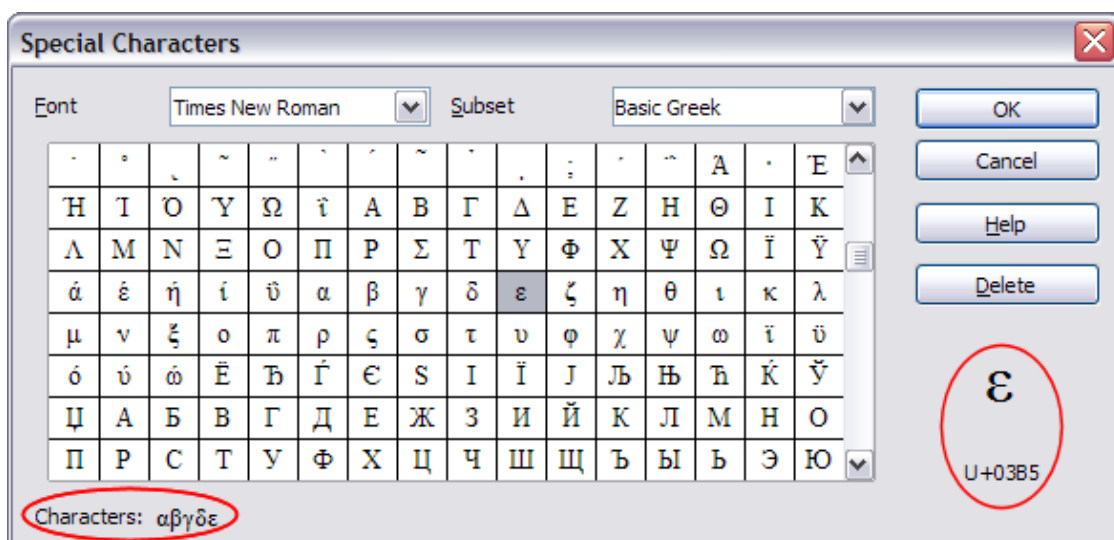 Special Characters
Font Times New Roman Subset Basic Greek OK
Cancel
Help
Delete
Ή Ί Ό Ύ Ώ ΐ Α Β Γ Δ Ε Ζ Η Θ Ι Κ
Λ Μ Ν Ξ Ο Π Ρ Σ Τ Υ Φ Χ Ψ Ω Ϊ Ϋ
ά έ ή ί ΰ α β γ δ ε ζ η θ ι κ λ
μ ν ξ ο π ρ ς σ τ υ φ χ ψ ω ϊ ϋ
ό ύ ώ Ё Ђ Ѓ Є Ѕ І Ї Ј Љ Њ Ћ Ќ Ў
Џ А Б В Г Д Е Ж З И Й К Л М Н О
П Р С Т У Ф Х Ц Ч Ш Щ Ъ Ы Ь Э Ю
ε
U+03B5
Characters: αβγδε